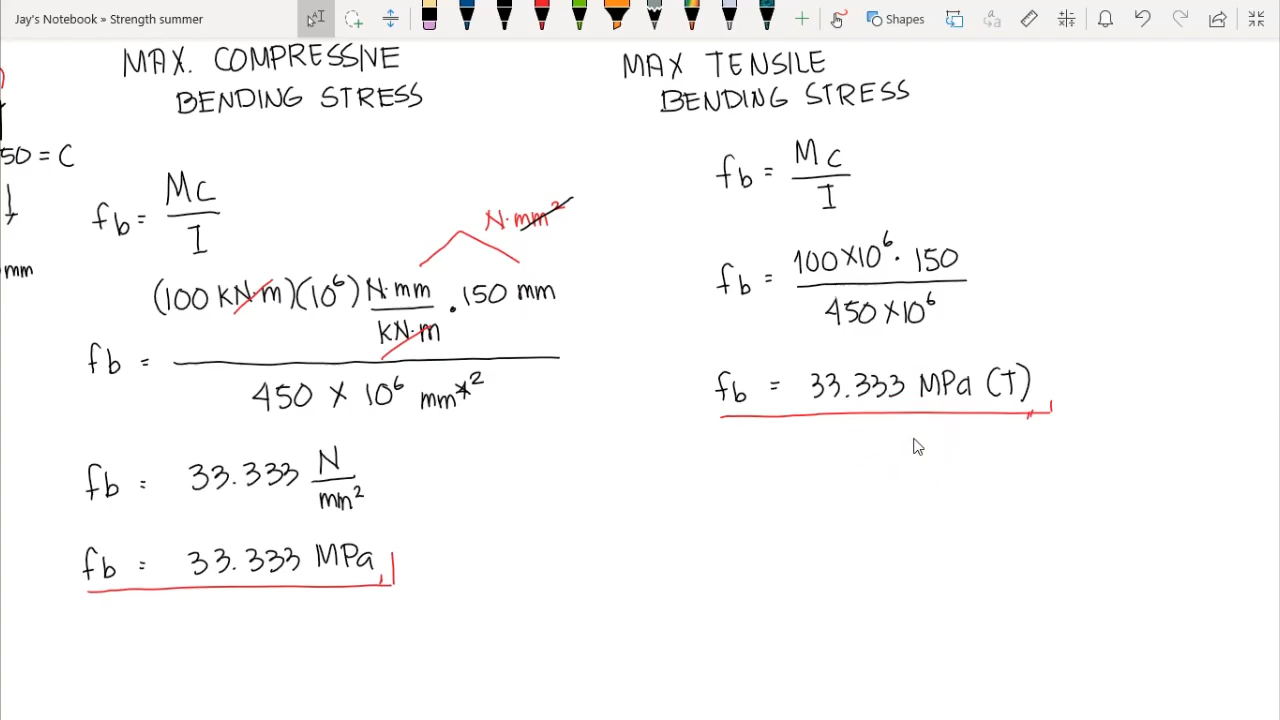 Jay's Notebook » Strength summer
Shapes
MAX. COMPRESSIVE
BENDING STRESS
50 = C
mm
fb = Mc / I
N·mm²
fb = (100 kN·m)(10⁶) N·mm / kN·m · 150 mm / 450 × 10⁶ mm⁴²
fb = 33.333 N / mm²
fb = 33.333 MPa
MAX TENSILE
BENDING STRESS
fb = Mc / I
fb = 100×10⁶ · 150 / 450×10⁶
fb = 33.333 MPa (T)